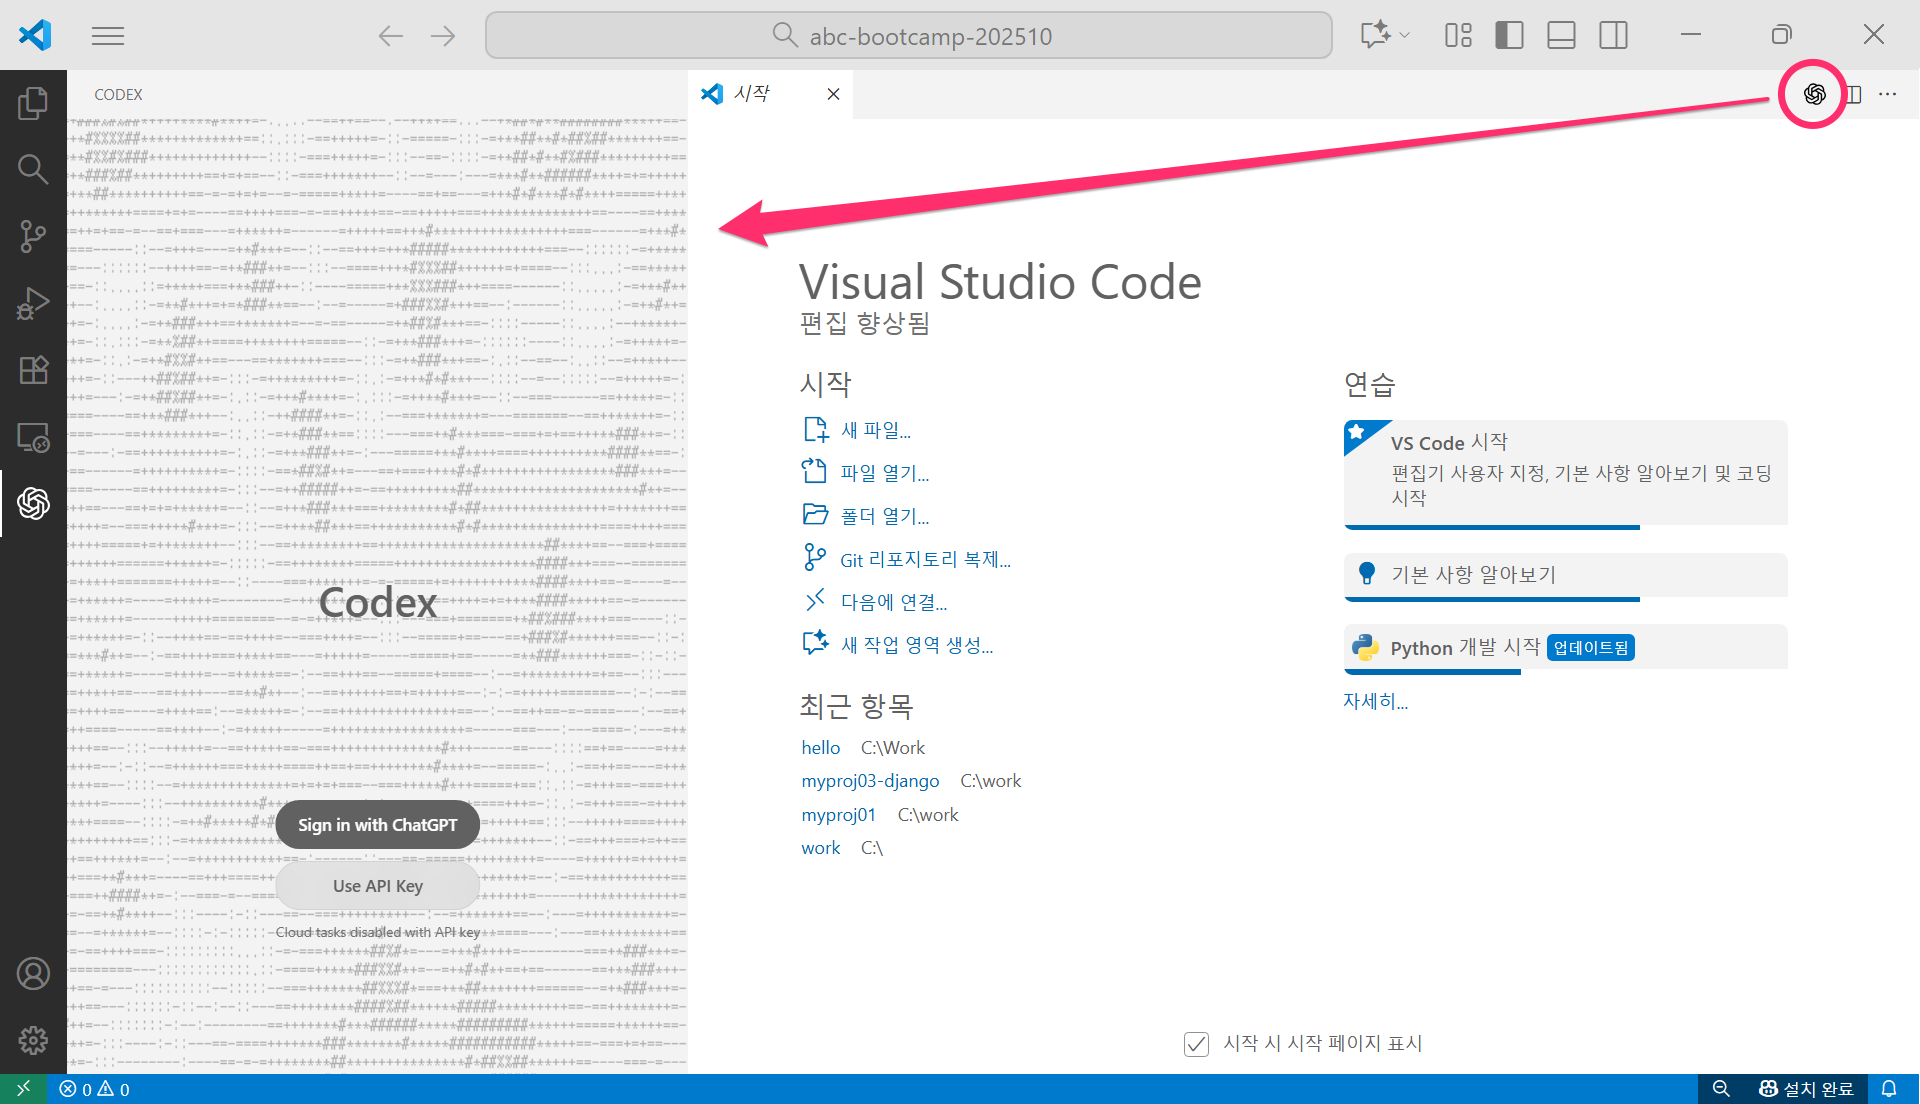 abc-bootcamp-202510
CODEX
시작
Visual Studio Code
편집 향상됨
시작
새 파일...
파일 열기...
폴더 열기...
Git 리포지토리 복제...
다음에 연결...
새 작업 영역 생성...
최근 항목
hello C:\Work
myproj03-django C:\work
myproj01 C:\work
work C:\
연습
VS Code 시작
편집기 사용자 지정, 기본 사항 알아보기 및 코딩
시작
기본 사항 알아보기
Python 개발 시작 업데이트됨
자세히...
Codex
Sign in with ChatGPT
Use API Key
Cloud tasks disabled with API key
시작 시 시작 페이지 표시
0 0
설치 완료